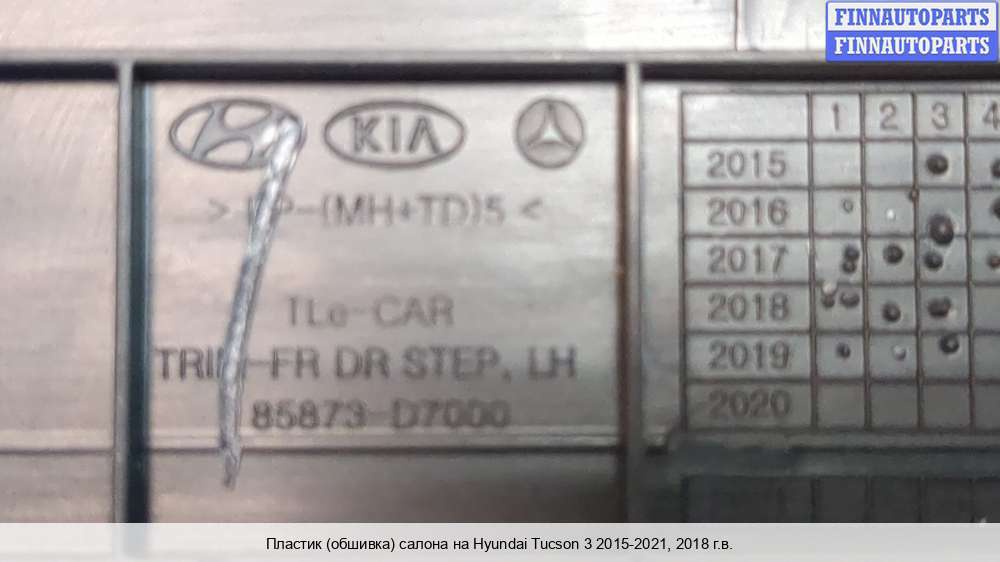 FINNAUTOPARTS
FINNAUTOPARTS
KIA
1 2 3 4
2015
2016
2017
2018
2019
2020
-(MH+TD)5 <
TLe-CAR
TRIM-FR DR STEP, LH
85873-D7000
Пластик (обшивка) салона на Hyundai Tucson 3 2015-2021, 2018 г.в.